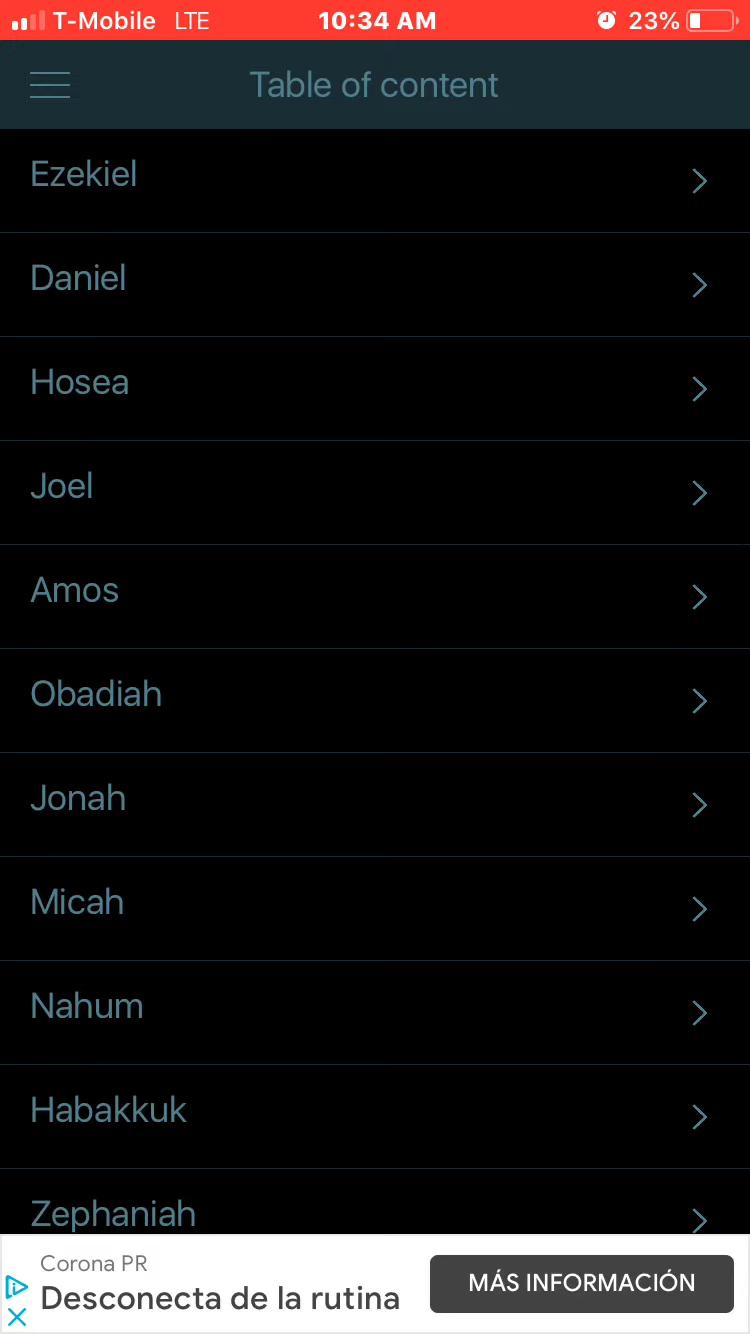 T-Mobile LTE 10:34 AM 23%
Table of content
Ezekiel
Daniel
Hosea
Joel
Amos
Obadiah
Jonah
Micah
Nahum
Habakkuk
Zephaniah
Corona PR
Desconecta de la rutina
MÁS INFORMACIÓN